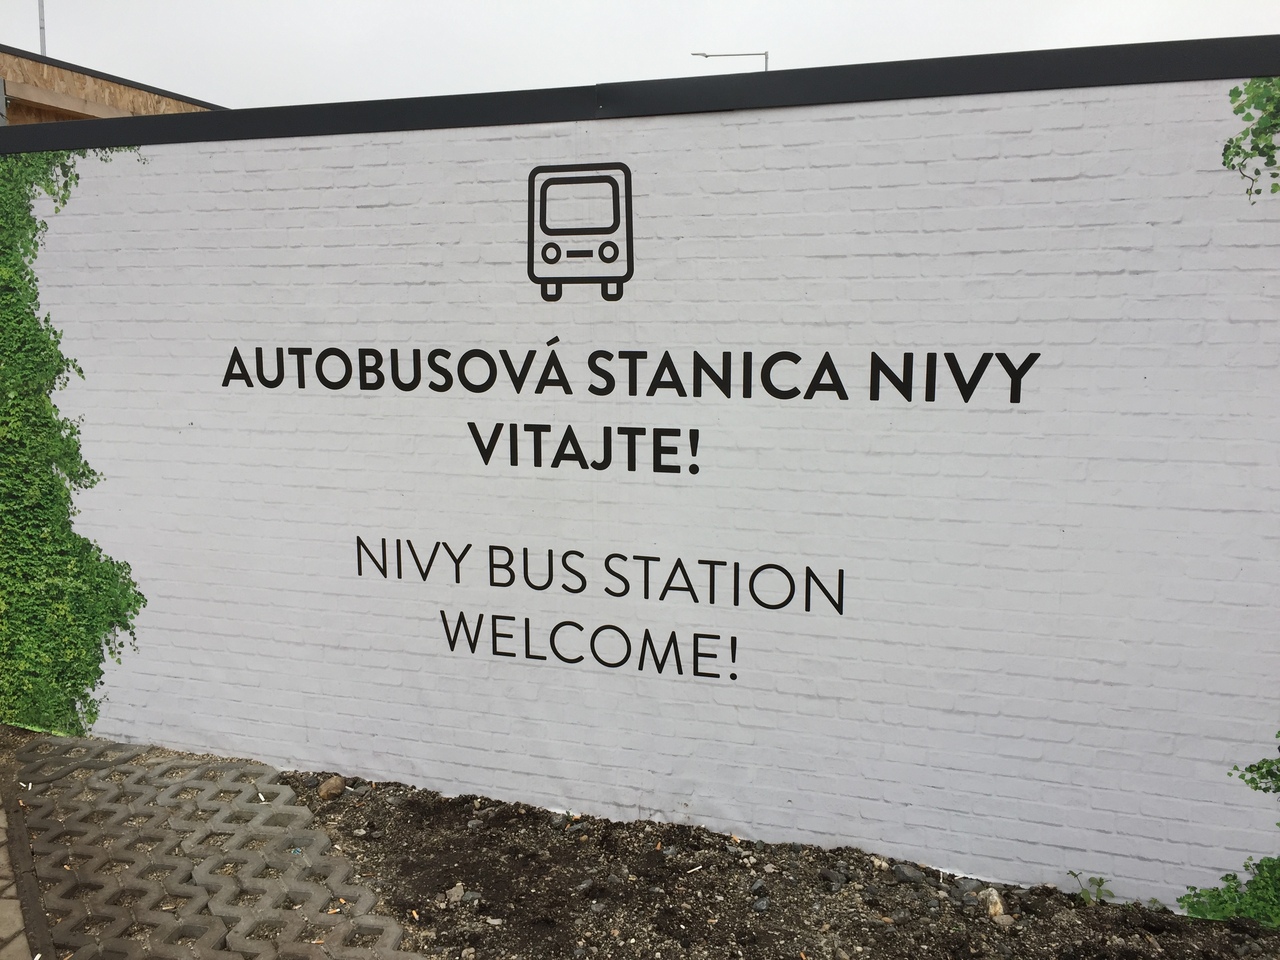 AUTOBUSOVÁ STANICA NIVY
VITAJTE!
NIVY BUS STATION
WELCOME!